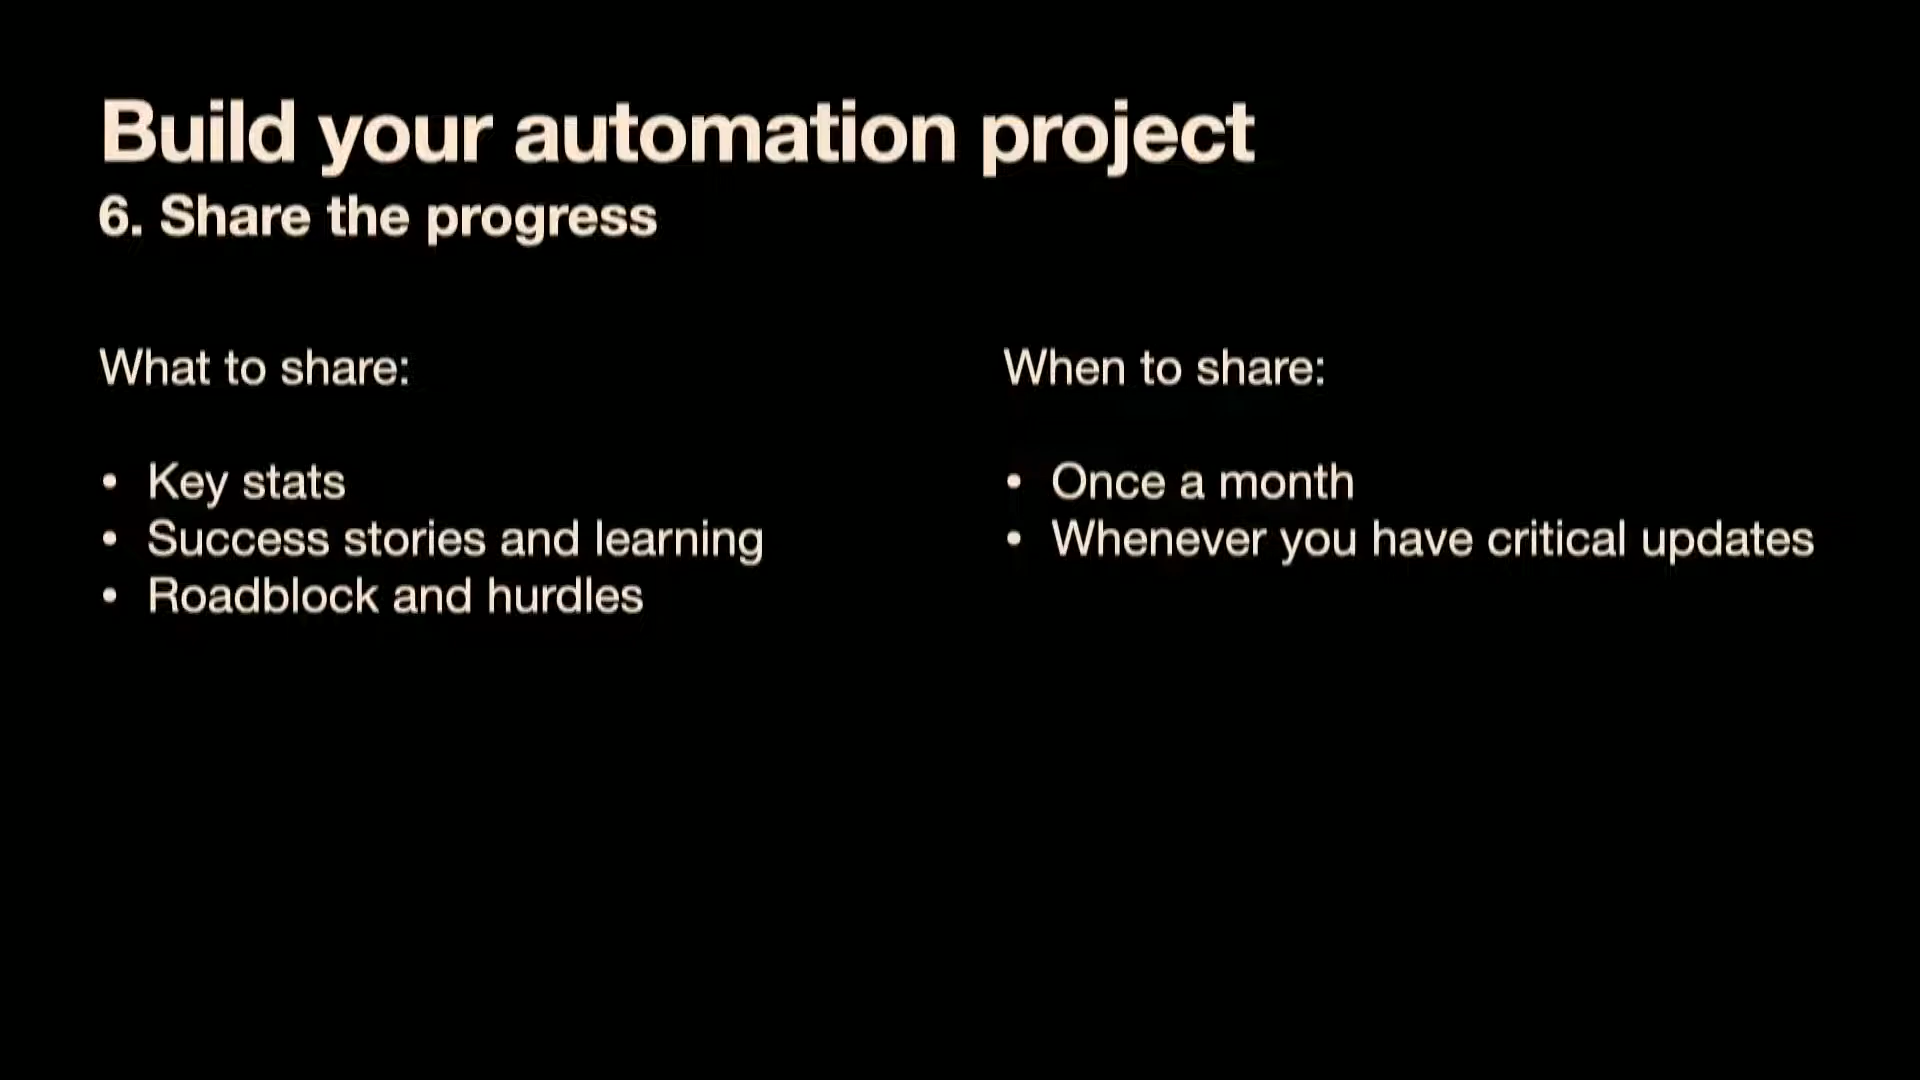 Build your automation project
6. Share the progress
What to share:
• Key stats
• Success stories and learning
• Roadblock and hurdles
When to share:
• Once a month
• Whenever you have critical updates